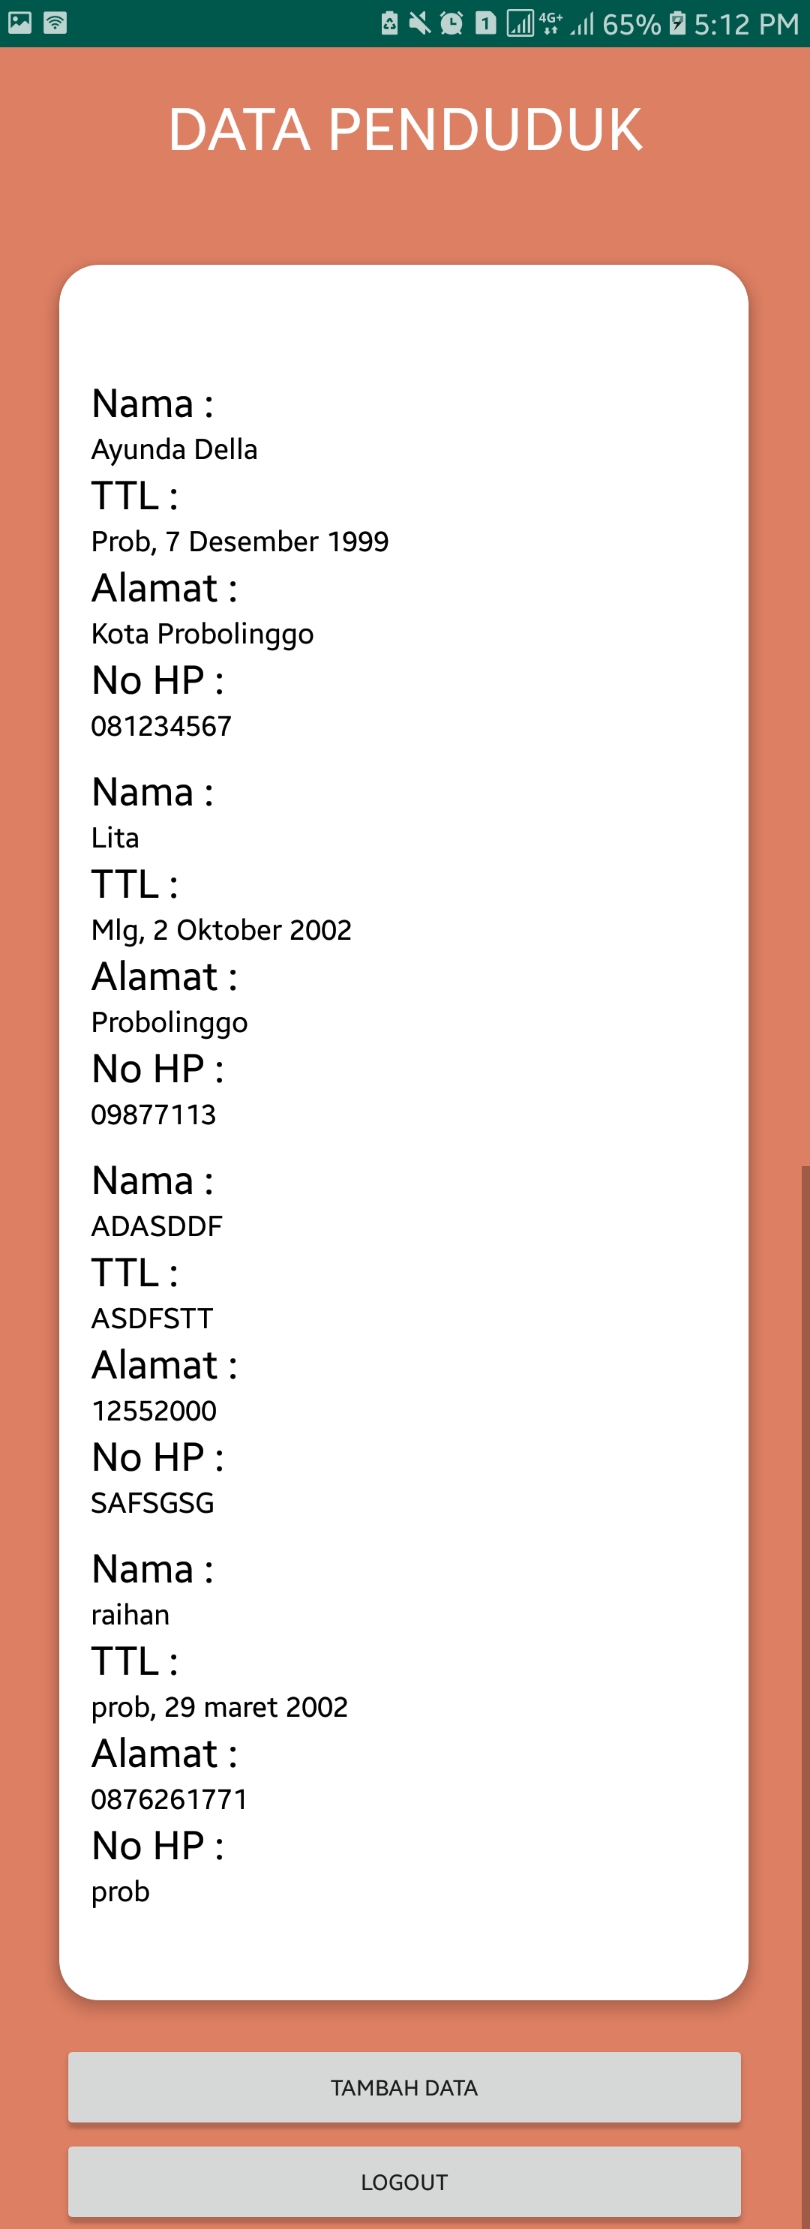 1 4G+ 65% 5:12 PM
DATA PENDUDUK
Nama :
Ayunda Della
TTL :
Prob, 7 Desember 1999
Alamat :
Kota Probolinggo
No HP :
081234567
Nama :
Lita
TTL :
Mlg, 2 Oktober 2002
Alamat :
Probolinggo
No HP :
09877113
Nama :
ADASDDF
TTL :
ASDFSTT
Alamat :
12552000
No HP :
SAFSGSG
Nama :
raihan
TTL :
prob, 29 maret 2002
Alamat :
0876261771
No HP :
prob
TAMBAH DATA
LOGOUT